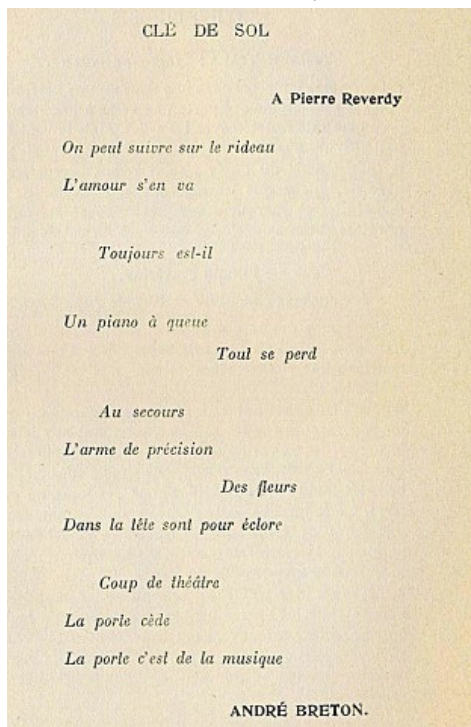 CLÉ DE SOL
A Pierre Reverdy
On peut suivre sur le rideau
L'amour s'en va
Toujours est-il
Un piano à queue
Tout se perd
Au secours
L'arme de précision
Des fleurs
Dans la tête sont pour éclore
Coup de théâtre
La porte cède
La porte c'est de la musique
ANDRÉ BRETON.